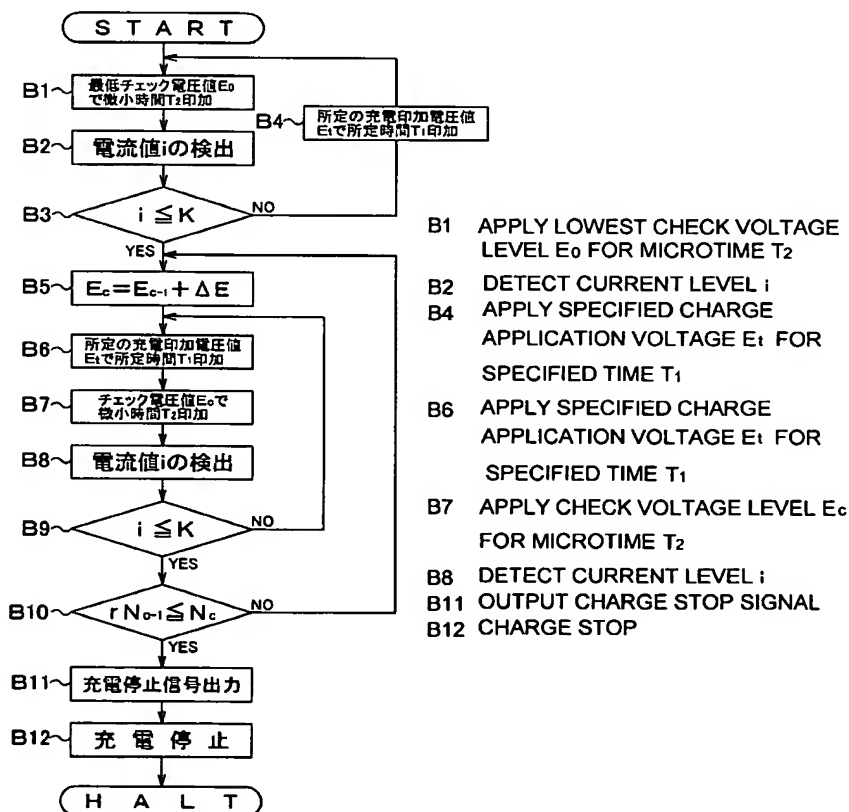 START
B1
最低チェック電圧値E₀
で微小時間T₂印加
B4
所定の充電印加電圧値
Etで所定時間T₁印加
B2
電流値iの検出
B3
i ≦ K
NO
YES
B5
Ec=Ec-1+ΔE
B6
所定の充電印加電圧値
Etで所定時間T₁印加
B7
チェック電圧値Ecで
微小時間T₂印加
B8
電流値iの検出
B9
i ≦ K
NO
YES
B10
rNc-1≦Nc
NO
YES
B11
充電停止信号出力
B12
充電停止
HALT
B1 APPLY LOWEST CHECK VOLTAGE
LEVEL E₀ FOR MICROTIME T₂
B2 DETECT CURRENT LEVEL i
B4 APPLY SPECIFIED CHARGE
APPLICATION VOLTAGE Et FOR
SPECIFIED TIME T₁
B6 APPLY SPECIFIED CHARGE
APPLICATION VOLTAGE Et FOR
SPECIFIED TIME T₁
B7 APPLY CHECK VOLTAGE LEVEL Ec
FOR MICROTIME T₂
B8 DETECT CURRENT LEVEL i
B11 OUTPUT CHARGE STOP SIGNAL
B12 CHARGE STOP